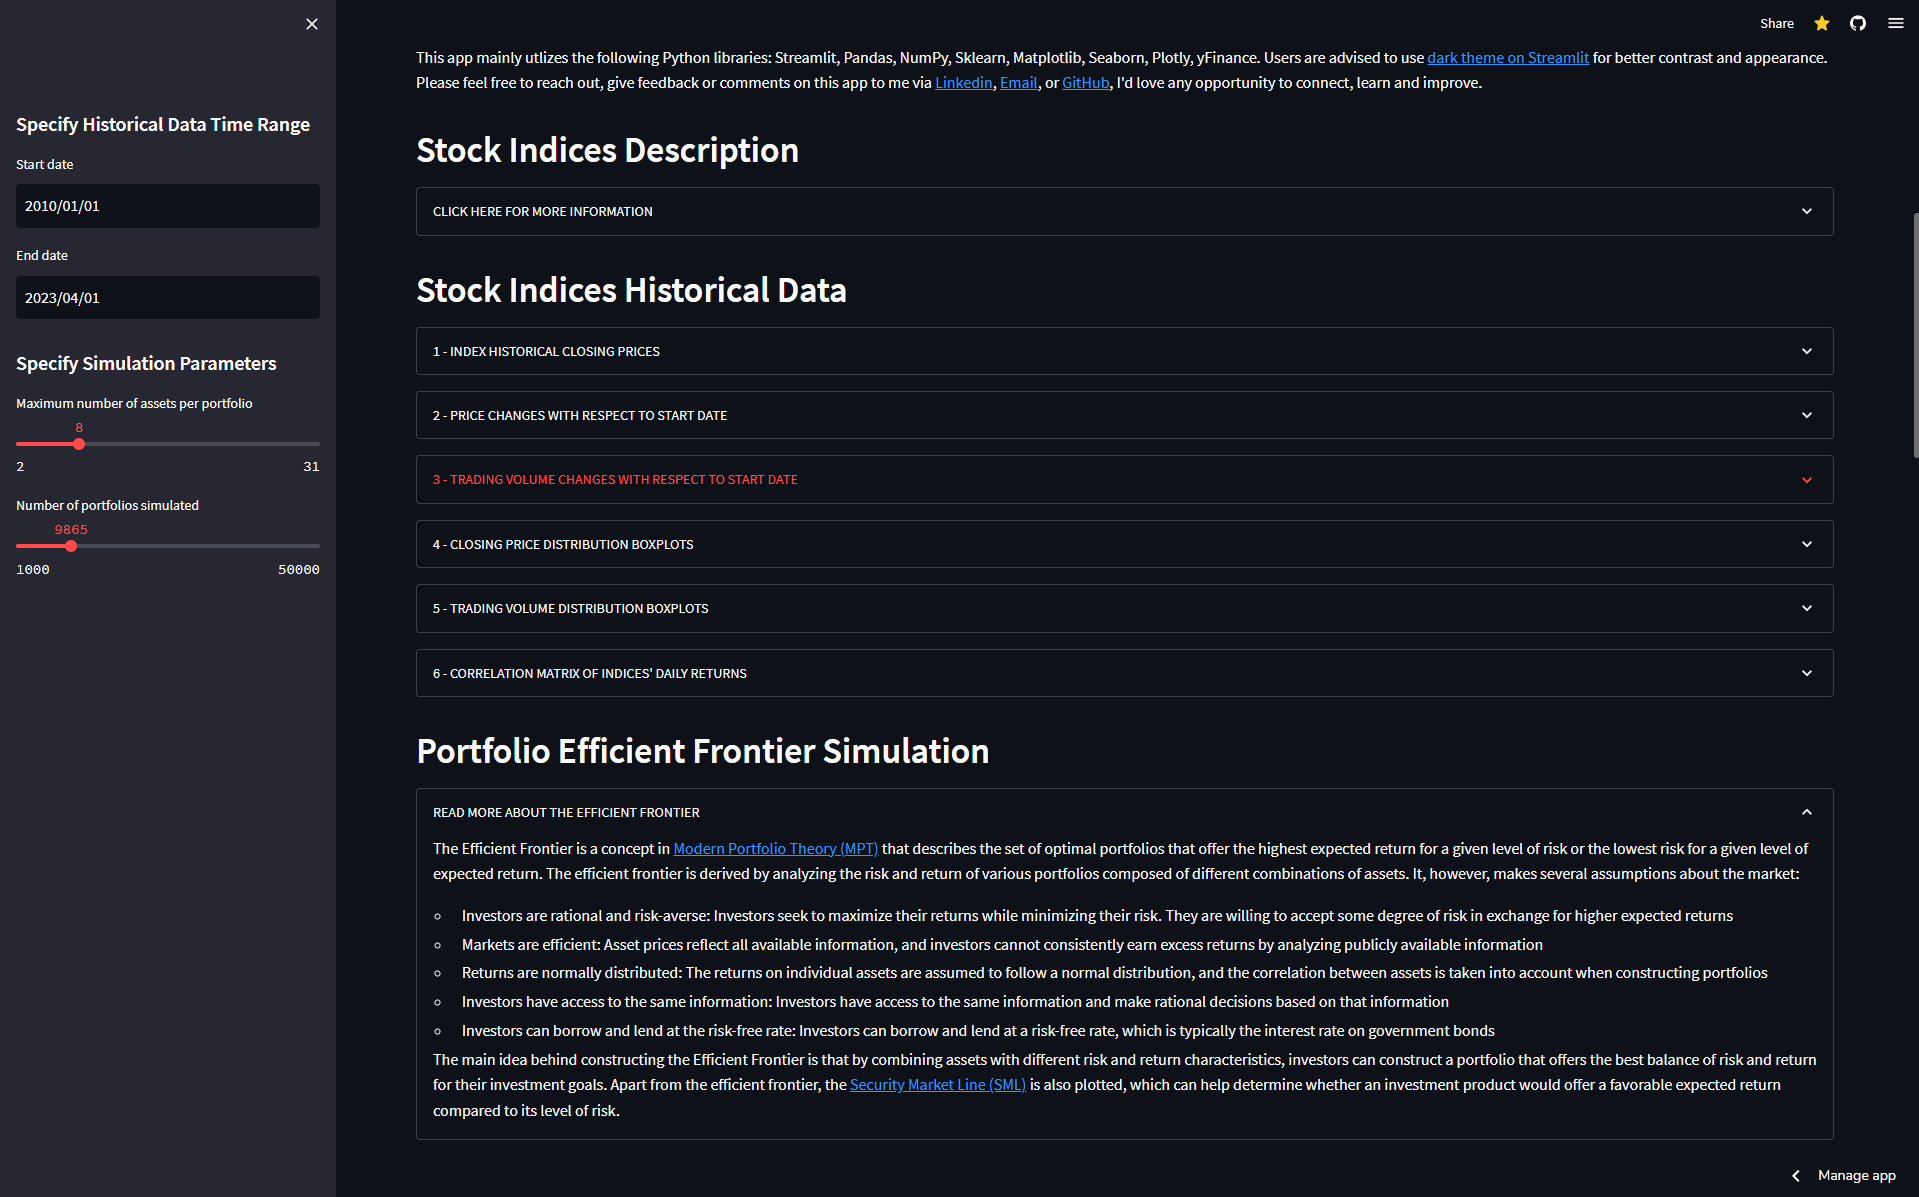 Share
This app mainly utlizes the following Python libraries: Streamlit, Pandas, NumPy, Sklearn, Matplotlib, Seaborn, Plotly, yFinance. Users are advised to use dark theme on Streamlit for better contrast and appearance.
Please feel free to reach out, give feedback or comments on this app to me via Linkedin, Email, or GitHub, I'd love any opportunity to connect, learn and improve.
Specify Historical Data Time Range
Start date
2010/01/01
End date
2023/04/01
Specify Simulation Parameters
Maximum number of assets per portfolio
8
2 31
Number of portfolios simulated
9865
1000 50000
Stock Indices Description
CLICK HERE FOR MORE INFORMATION
Stock Indices Historical Data
1 - INDEX HISTORICAL CLOSING PRICES
2 - PRICE CHANGES WITH RESPECT TO START DATE
3 - TRADING VOLUME CHANGES WITH RESPECT TO START DATE
4 - CLOSING PRICE DISTRIBUTION BOXPLOTS
5 - TRADING VOLUME DISTRIBUTION BOXPLOTS
6 - CORRELATION MATRIX OF INDICES' DAILY RETURNS
Portfolio Efficient Frontier Simulation
READ MORE ABOUT THE EFFICIENT FRONTIER
The Efficient Frontier is a concept in Modern Portfolio Theory (MPT) that describes the set of optimal portfolios that offer the highest expected return for a given level of risk or the lowest risk for a given level of
expected return. The efficient frontier is derived by analyzing the risk and return of various portfolios composed of different combinations of assets. It, however, makes several assumptions about the market:
Investors are rational and risk-averse: Investors seek to maximize their returns while minimizing their risk. They are willing to accept some degree of risk in exchange for higher expected returns
Markets are efficient: Asset prices reflect all available information, and investors cannot consistently earn excess returns by analyzing publicly available information
Returns are normally distributed: The returns on individual assets are assumed to follow a normal distribution, and the correlation between assets is taken into account when constructing portfolios
Investors have access to the same information: Investors have access to the same information and make rational decisions based on that information
Investors can borrow and lend at the risk-free rate: Investors can borrow and lend at a risk-free rate, which is typically the interest rate on government bonds
The main idea behind constructing the Efficient Frontier is that by combining assets with different risk and return characteristics, investors can construct a portfolio that offers the best balance of risk and return
for their investment goals. Apart from the efficient frontier, the Security Market Line (SML) is also plotted, which can help determine whether an investment product would offer a favorable expected return
compared to its level of risk.
Manage app